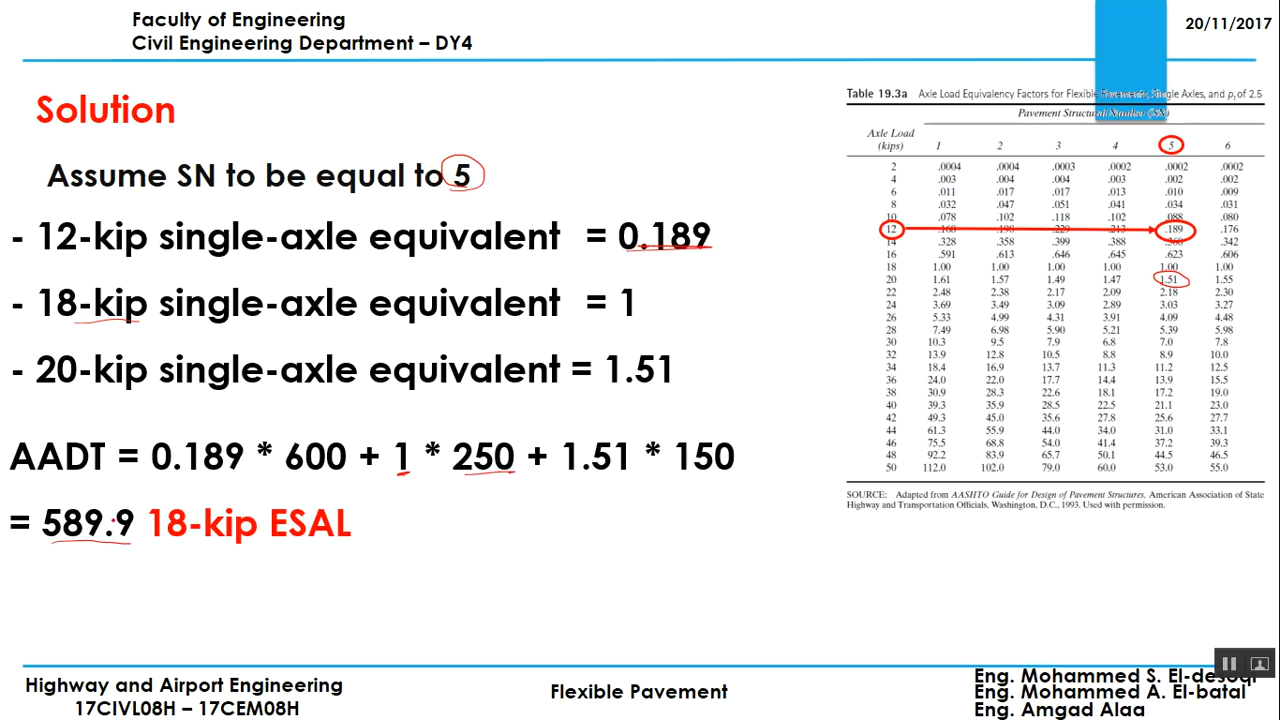 Faculty of Engineering
Civil Engineering Department – DY4
20/11/2017
Solution
Assume SN to be equal to 5
- 12-kip single-axle equivalent = 0.189
- 18-kip single-axle equivalent = 1
- 20-kip single-axle equivalent = 1.51
AADT = 0.189 * 600 + 1 * 250 + 1.51 * 150
= 589.9 18-kip ESAL
Table 19.3a Axle Load Equivalency Factors for Flexible Pavements, Single Axles, and pt of 2.5
Pavement Structural Number (SN)
Axle Load
(kips) 1 2 3 4 5 6
2 .0004 .0004 .0003 .0002 .0002 .0002
4 .003 .004 .004 .003 .002 .002
6 .011 .017 .017 .013 .010 .009
8 .032 .047 .051 .041 .034 .031
10 .078 .102 .118 .102 .088 .080
12 .189 .176
14 .328 .358 .399 .388 .360 .342
16 .591 .613 .646 .645 .623 .606
18 1.00 1.00 1.00 1.00 1.00 1.00
20 1.61 1.57 1.49 1.47 1.51 1.55
22 2.48 2.38 2.17 2.09 2.18 2.30
24 3.69 3.49 3.09 2.89 3.03 3.27
26 5.33 4.99 4.31 3.91 4.09 4.48
28 7.49 6.98 5.90 5.21 5.39 5.98
30 10.3 9.5 7.9 6.8 7.0 7.8
32 13.9 12.8 10.5 8.8 8.9 10.0
34 18.4 16.9 13.7 11.3 11.2 12.5
36 24.0 22.0 17.7 14.4 13.9 15.5
38 30.9 28.3 22.6 18.1 17.2 19.0
40 39.3 35.9 28.5 22.5 21.1 23.0
42 49.3 45.0 35.6 27.8 25.6 27.7
44 61.3 55.9 44.0 34.0 31.0 33.1
46 75.5 68.8 54.0 41.4 37.2 39.3
48 92.2 83.9 65.7 50.1 44.5 46.5
50 112.0 102.0 79.0 60.0 53.0 55.0
SOURCE: Adapted from AASHTO Guide for Design of Pavement Structures, American Association of State
Highway and Transportation Officials, Washington, D.C., 1993. Used with permission.
Highway and Airport Engineering
17CIVL08H – 17CEM08H
Flexible Pavement
Eng. Mohammed S. El-desuqi
Eng. Mohammed A. El-batal
Eng. Amgad Alaa